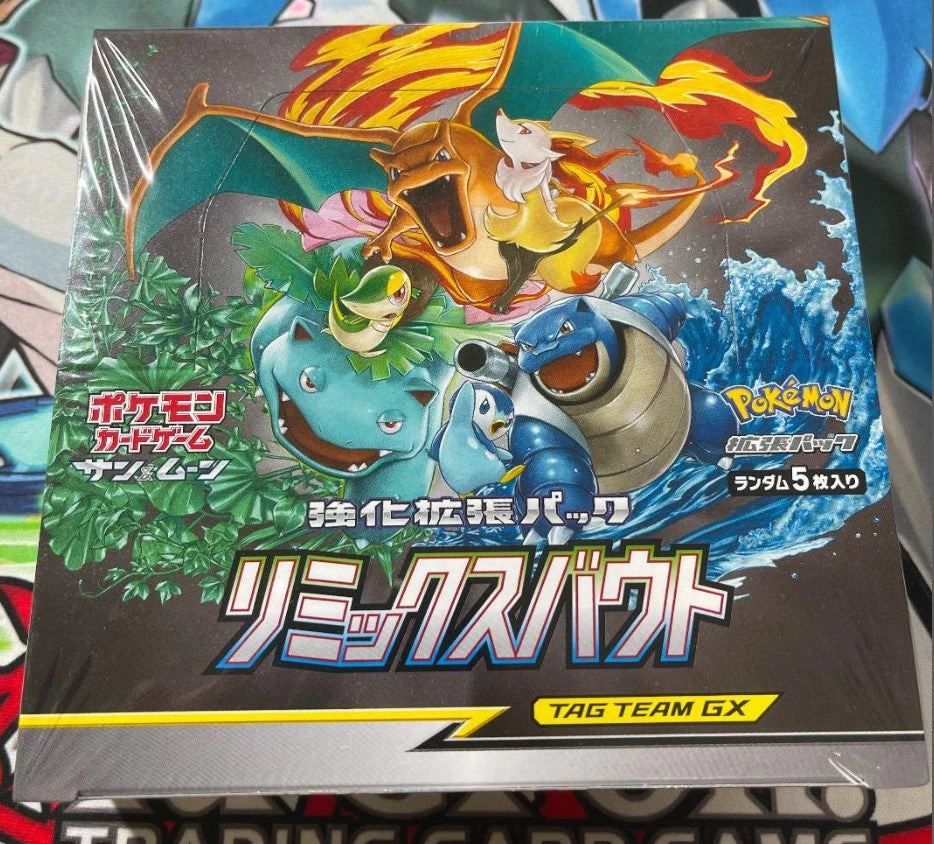 ポケモン
カードゲーム
サン&ムーン
POKéMON
拡張パック
ランダム5枚入り
強化拡張パック
リミックスバウト
TAG TEAM GX
TRADING CARD GAME